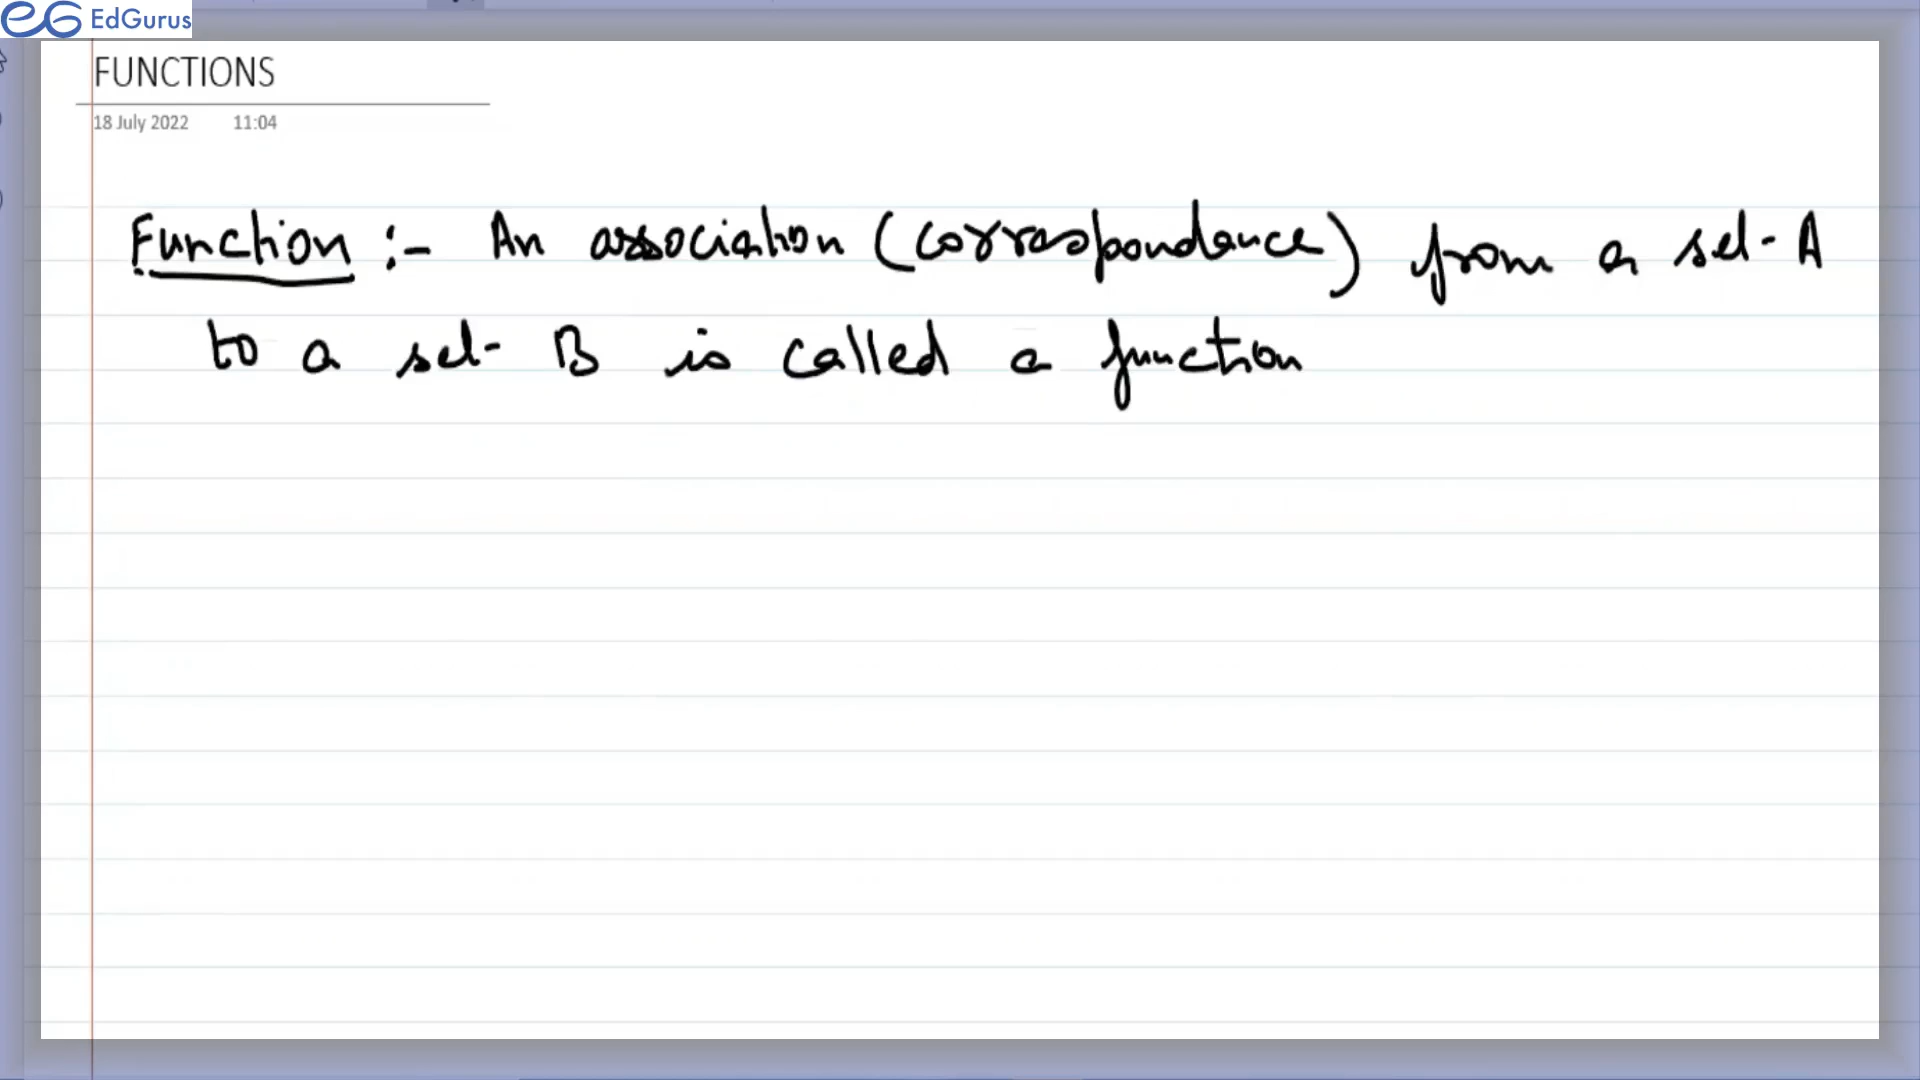 EdGurus
FUNCTIONS
18 July 2022 11:04
Function :- An association (correspondance) from a set A
to a set B is called a function